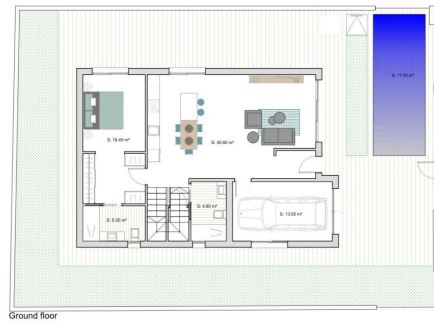 S: 17.00 m²
S: 18.45 m²
S: 40.80 m²
S: 4.80 m²
S: 5.05 m²
S: 13.65 m²
Ground floor